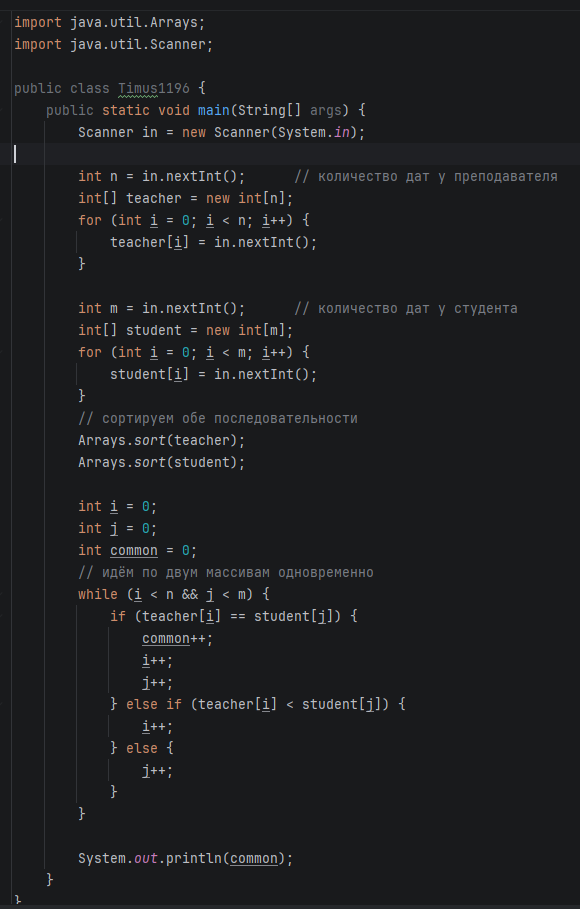 import java.util.Arrays;
import java.util.Scanner;
public class Timus1196 {
public static void main(String[] args) {
Scanner in = new Scanner(System.in);
int n = in.nextInt();      // количество дат у преподавателя
int[] teacher = new int[n];
for (int i = 0; i < n; i++) {
teacher[i] = in.nextInt();
}
int m = in.nextInt();      // количество дат у студента
int[] student = new int[m];
for (int i = 0; i < m; i++) {
student[i] = in.nextInt();
}
// сортируем обе последовательности
Arrays.sort(teacher);
Arrays.sort(student);
int i = 0;
int j = 0;
int common = 0;
// идём по двум массивам одновременно
while (i < n && j < m) {
if (teacher[i] == student[j]) {
common++;
i++;
j++;
} else if (teacher[i] < student[j]) {
i++;
} else {
j++;
}
}
System.out.println(common);
}
}